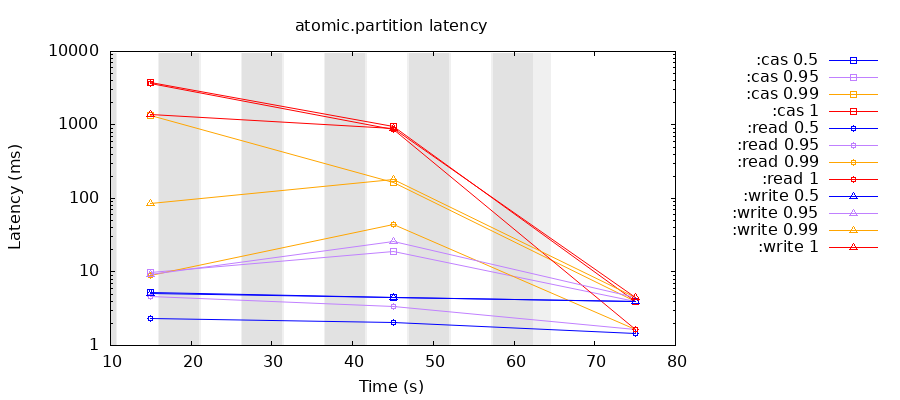 atomic.partition latency
10000
1000
100
10
1
10 20 30 40 50 60 70 80
Latency (ms)
Time (s)
:cas 0.5
:cas 0.95
:cas 0.99
:cas 1
:read 0.5
:read 0.95
:read 0.99
:read 1
:write 0.5
:write 0.95
:write 0.99
:write 1